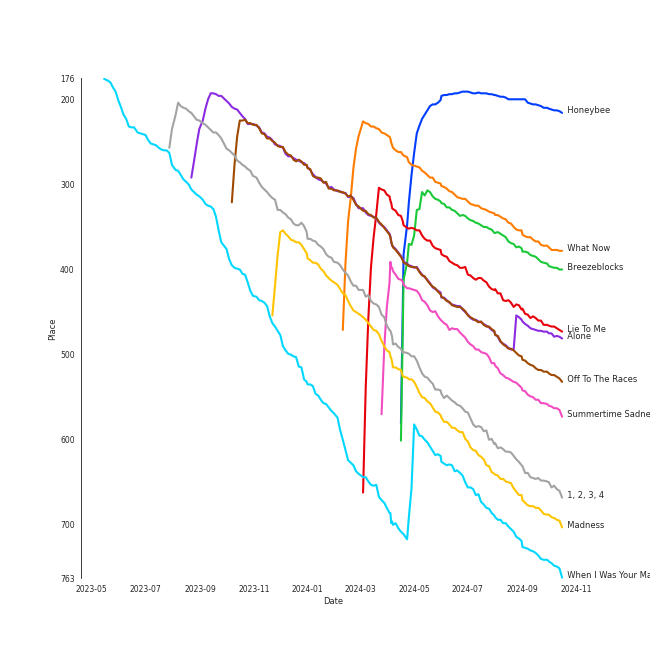 176
200
300
400
500
600
700
763
Place
2023-05
2023-07
2023-09
2023-11
2024-01
2024-03
2024-05
2024-07
2024-09
2024-11
Date
Honeybee
What Now
Breezeblocks
Lie To Me
Alone
Off To The Races
Summertime Sadne
1, 2, 3, 4
Madness
When I Was Your Ma